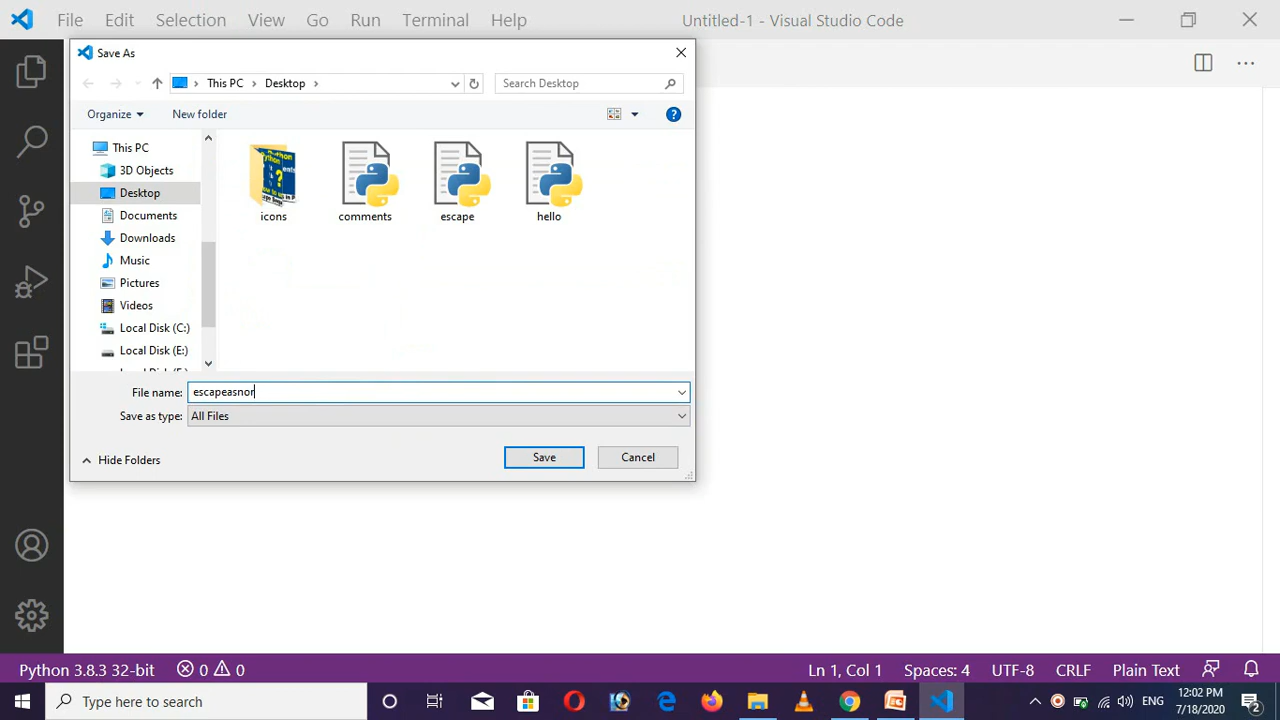 File Edit Selection View Go Run Terminal Help Untitled-1 - Visual Studio Code
Save As
This PC Desktop
Search Desktop
Organize New folder
This PC
3D Objects
Desktop
Documents
Downloads
Music
Pictures
Videos
Local Disk (C:)
Local Disk (E:)
icons comments escape hello
File name: escapeasnor
Save as type: All Files
Hide Folders Save Cancel
Python 3.8.3 32-bit 0 0 Ln 1, Col 1 Spaces: 4 UTF-8 CRLF Plain Text
Type here to search
ENG
12:02 PM
7/18/2020
2